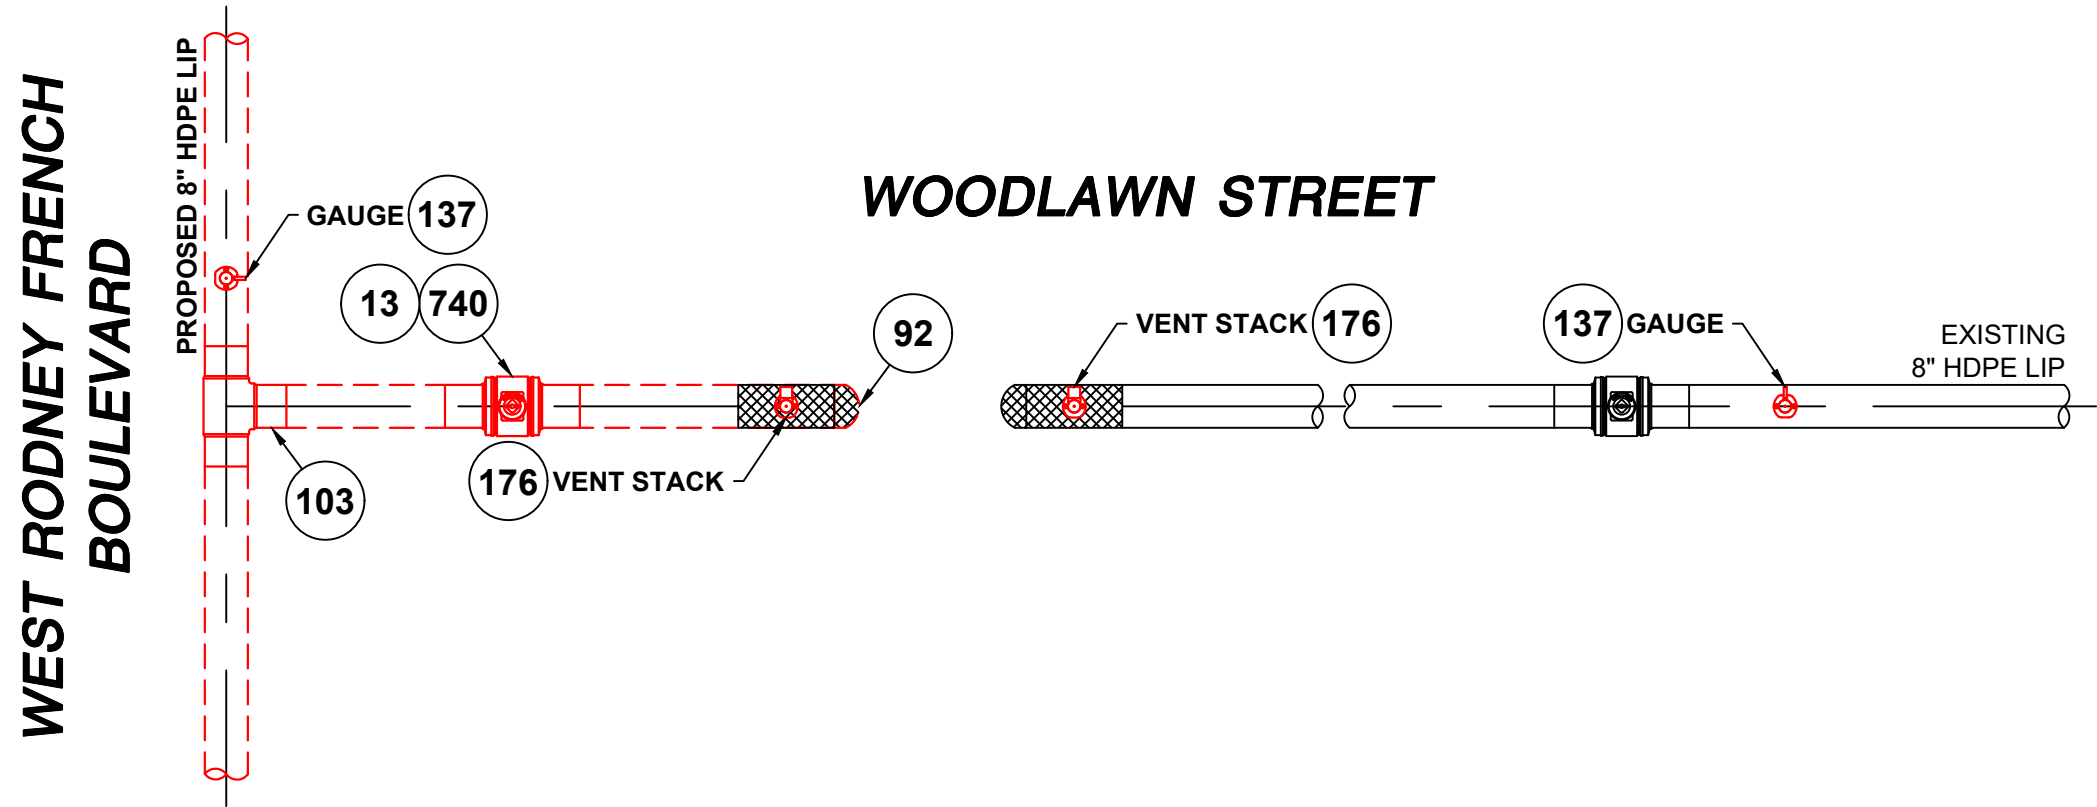 WEST RODNEY FRENCH
BOULEVARD
PROPOSED 8" HDPE LIP
GAUGE 137
13 740
WOODLAWN STREET
92
VENT STACK 176
137 GAUGE
EXISTING
8" HDPE LIP
103
176 VENT STACK